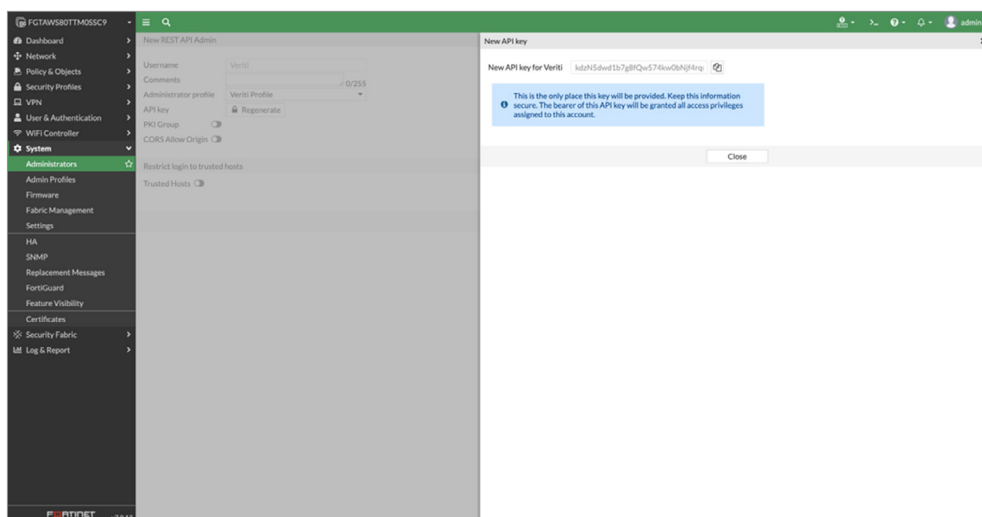 FGTAWS80TTM0SSC9
admin
Dashboard
Network
Policy & Objects
Security Profiles
VPN
User & Authentication
WiFi Controller
System
Administrators
Admin Profiles
Firmware
Fabric Management
Settings
HA
SNMP
Replacement Messages
FortiGuard
Feature Visibility
Certificates
Security Fabric
Log & Report
FORTINET
New REST API Admin
Username Veriti
Comments
0/255
Administrator profile Veriti Profile
API key Regenerate
PKI Group
CORS Allow Origin
Restrict login to trusted hosts
Trusted Hosts
New API key
New API key for Veriti
This is the only place this key will be provided. Keep this information
secure. The bearer of this API key will be granted all access privileges
assigned to this account.
Close